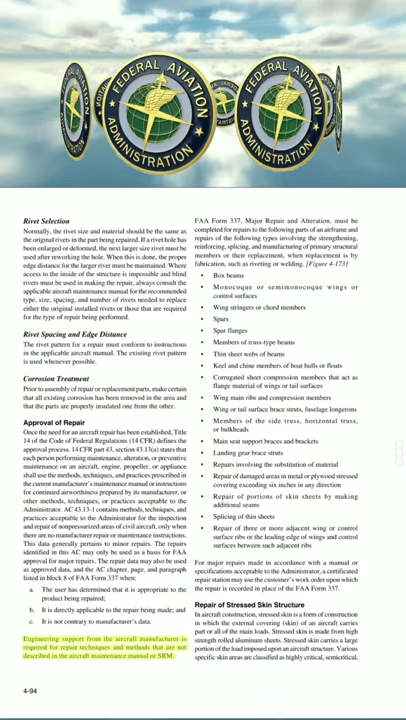 FEDERAL AVIATION
ADMINISTRATION
FEDERAL AVIATION
ADMINISTRATION
Rivet Selection
Normally, the rivet size and material should be the same as
the original rivets in the part being repaired. If a rivet hole has
been enlarged or deformed, the next larger size rivet must be
used after reworking the hole. When this is done, the proper
edge distance for the larger rivet must be maintained. Where
access to the inside of the structure is impossible and blind
rivets must be used in making the repair, always consult the
applicable aircraft maintenance manual for the recommended
type, size, spacing, and number of rivets needed to replace
either the original installed rivets or those that are required
for the type of repair being performed.
Rivet Spacing and Edge Distance
The rivet pattern for a repair must conform to instructions
in the applicable aircraft manual. The existing rivet pattern
is used whenever possible.
Corrosion Treatment
Prior to assembly of repair or replacement parts, make certain
that all existing corrosion has been removed in the area and
that the parts are properly insulated one from the other.
Approval of Repair
Once the need for an aircraft repair has been established, Title
14 of the Code of Federal Regulations (14 CFR) defines the
approval process. 14 CFR part 43, section 43.13(a) states that
each person performing maintenance, alteration, or preventive
maintenance on an aircraft, engine, propeller, or appliance
shall use the methods, techniques, and practices prescribed in
the current manufacturer's maintenance manual or instructions
for continued airworthiness prepared by its manufacturer, or
other methods, techniques, or practices acceptable to the
Administrator. AC 43.13-1 contains methods, techniques, and
practices acceptable to the Administrator for the inspection
and repair of nonpressurized areas of civil aircraft, only when
there are no manufacturer repair or maintenance instructions.
This data generally pertains to minor repairs. The repairs
identified in this AC may only be used as a basis for FAA
approval for major repairs. The repair data may also be used
as approved data, and the AC chapter, page, and paragraph
listed in block 8 of FAA Form 337 when:
a. The user has determined that it is appropriate to the
product being repaired;
b. It is directly applicable to the repair being made; and
c. It is not contrary to manufacturer's data.
Engineering support from the aircraft manufacturer is
required for repair techniques and methods that are not
described in the aircraft maintenance manual or SRM.
FAA Form 337, Major Repair and Alteration, must be
completed for repairs to the following parts of an airframe and
repairs of the following types involving the strengthening,
reinforcing, splicing, and manufacturing of primary structural
members or their replacement, when replacement is by
fabrication, such as riveting or welding. [Figure 4-173]
• Box beams
• Monocoque or semimonocoque wings or
control surfaces
• Wing stringers or chord members
• Spars
• Spar flanges
• Members of truss-type beams
• Thin sheet webs of beams
• Keel and chine members of boat hulls or floats
• Corrugated sheet compression members that act as
flange material of wings or tail surfaces
• Wing main ribs and compression members
• Wing or tail surface brace struts, fuselage longerons
• Members of the side truss, horizontal truss,
or bulkheads
• Main seat support braces and brackets
• Landing gear brace struts
• Repairs involving the substitution of material
• Repair of damaged areas in metal or plywood stressed
covering exceeding six inches in any direction
• Repair of portions of skin sheets by making
additional seams
• Splicing of thin sheets
• Repair of three or more adjacent wing or control
surface ribs or the leading edge of wings and control
surfaces between such adjacent ribs
For major repairs made in accordance with a manual or
specifications acceptable to the Administrator, a certificated
repair station may use the customer's work order upon which
the repair is recorded in place of the FAA Form 337.
Repair of Stressed Skin Structure
In aircraft construction, stressed skin is a form of construction
in which the external covering (skin) of an aircraft carries
part or all of the main loads. Stressed skin is made from high
strength rolled aluminum sheets. Stressed skin carries a large
portion of the load imposed upon an aircraft structure. Various
specific skin areas are classified as highly critical, semicritical,
4-94